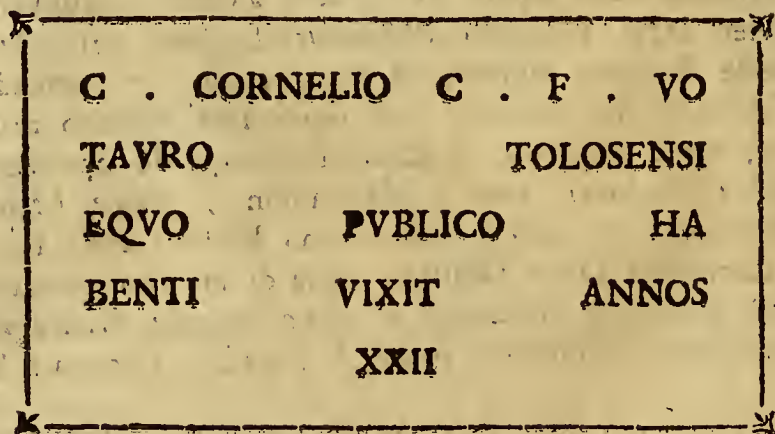 C . CORNELIO C . F . VO
TAVRO TOLOSENSI
EQVO PVBLICO HA
BENTI VIXIT ANNOS
XXII